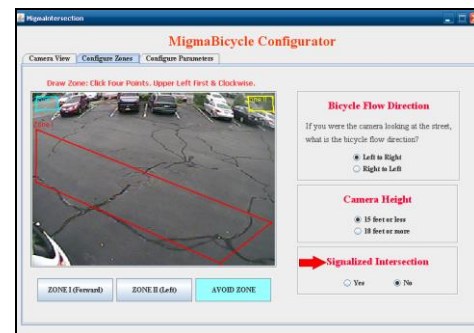 MigmaIntersection
MigmaBicycle Configurator
Camera View
Configure Zones
Configure Parameters
Draw Zone: Click Four Points. Upper Left First & Clockwise.
Bicycle Flow Direction
If you were the camera looking at the street,
what is the bicycle flow direction?
Left to Right
Right to Left
Camera Height
15 feet or less
18 feet or more
Signalized Intersection
Yes
No
ZONE I (Forward)
ZONE II (Left)
AVOID ZONE